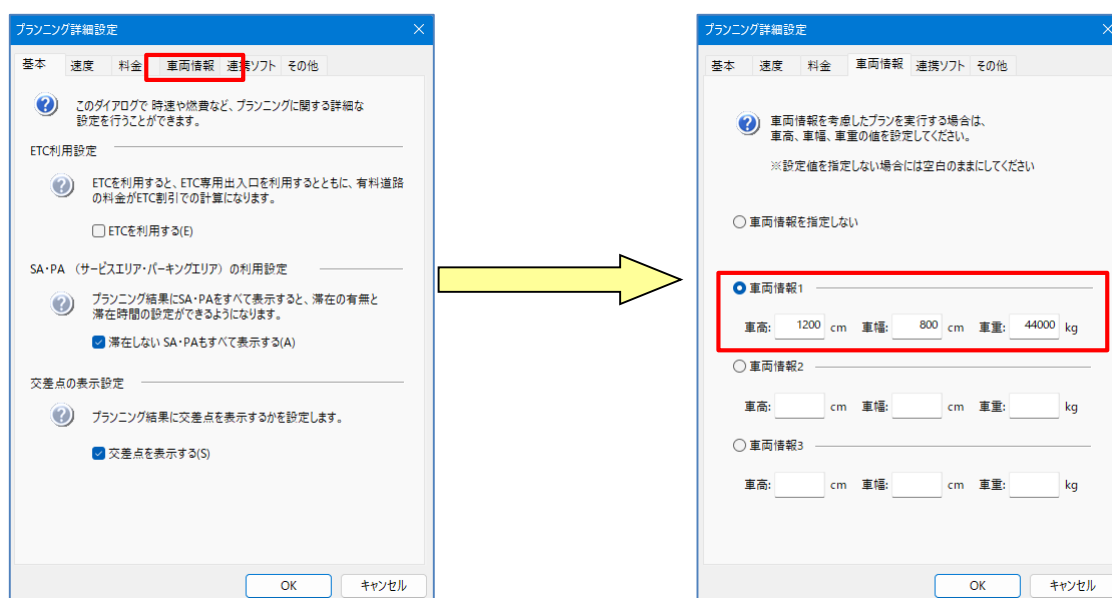 プランニング詳細設定
基本 速度 料金 車両情報 連携ソフト その他
このダイアログで 時速や燃費など、プランニングに関する詳細な
設定を行うことができます。
ETC利用設定
ETCを利用すると、ETC専用出入口を利用するとともに、有料道路
の料金がETC割引での計算になります。
ETCを利用する(E)
SA・PA （サービスエリア・パーキングエリア）の利用設定
プランニング結果にSA・PAをすべて表示すると、滞在の有無と
滞在時間の設定ができるようになります。
滞在しない SA・PAもすべて表示する(A)
交差点の表示設定
プランニング結果に交差点を表示するかを設定します。
交差点を表示する(S)
OK キャンセル
プランニング詳細設定
基本 速度 料金 車両情報 連携ソフト その他
車両情報を考慮したプランを実行する場合は、
車高、車幅、車重の値を設定してください。
※設定値を指定しない場合には空白のままにしてください
車両情報を指定しない
車両情報1
車高: 1200 cm 車幅: 800 cm 車重: 44000 kg
車両情報2
車高: cm 車幅: cm 車重: kg
車両情報3
車高: cm 車幅: cm 車重: kg
OK キャンセル